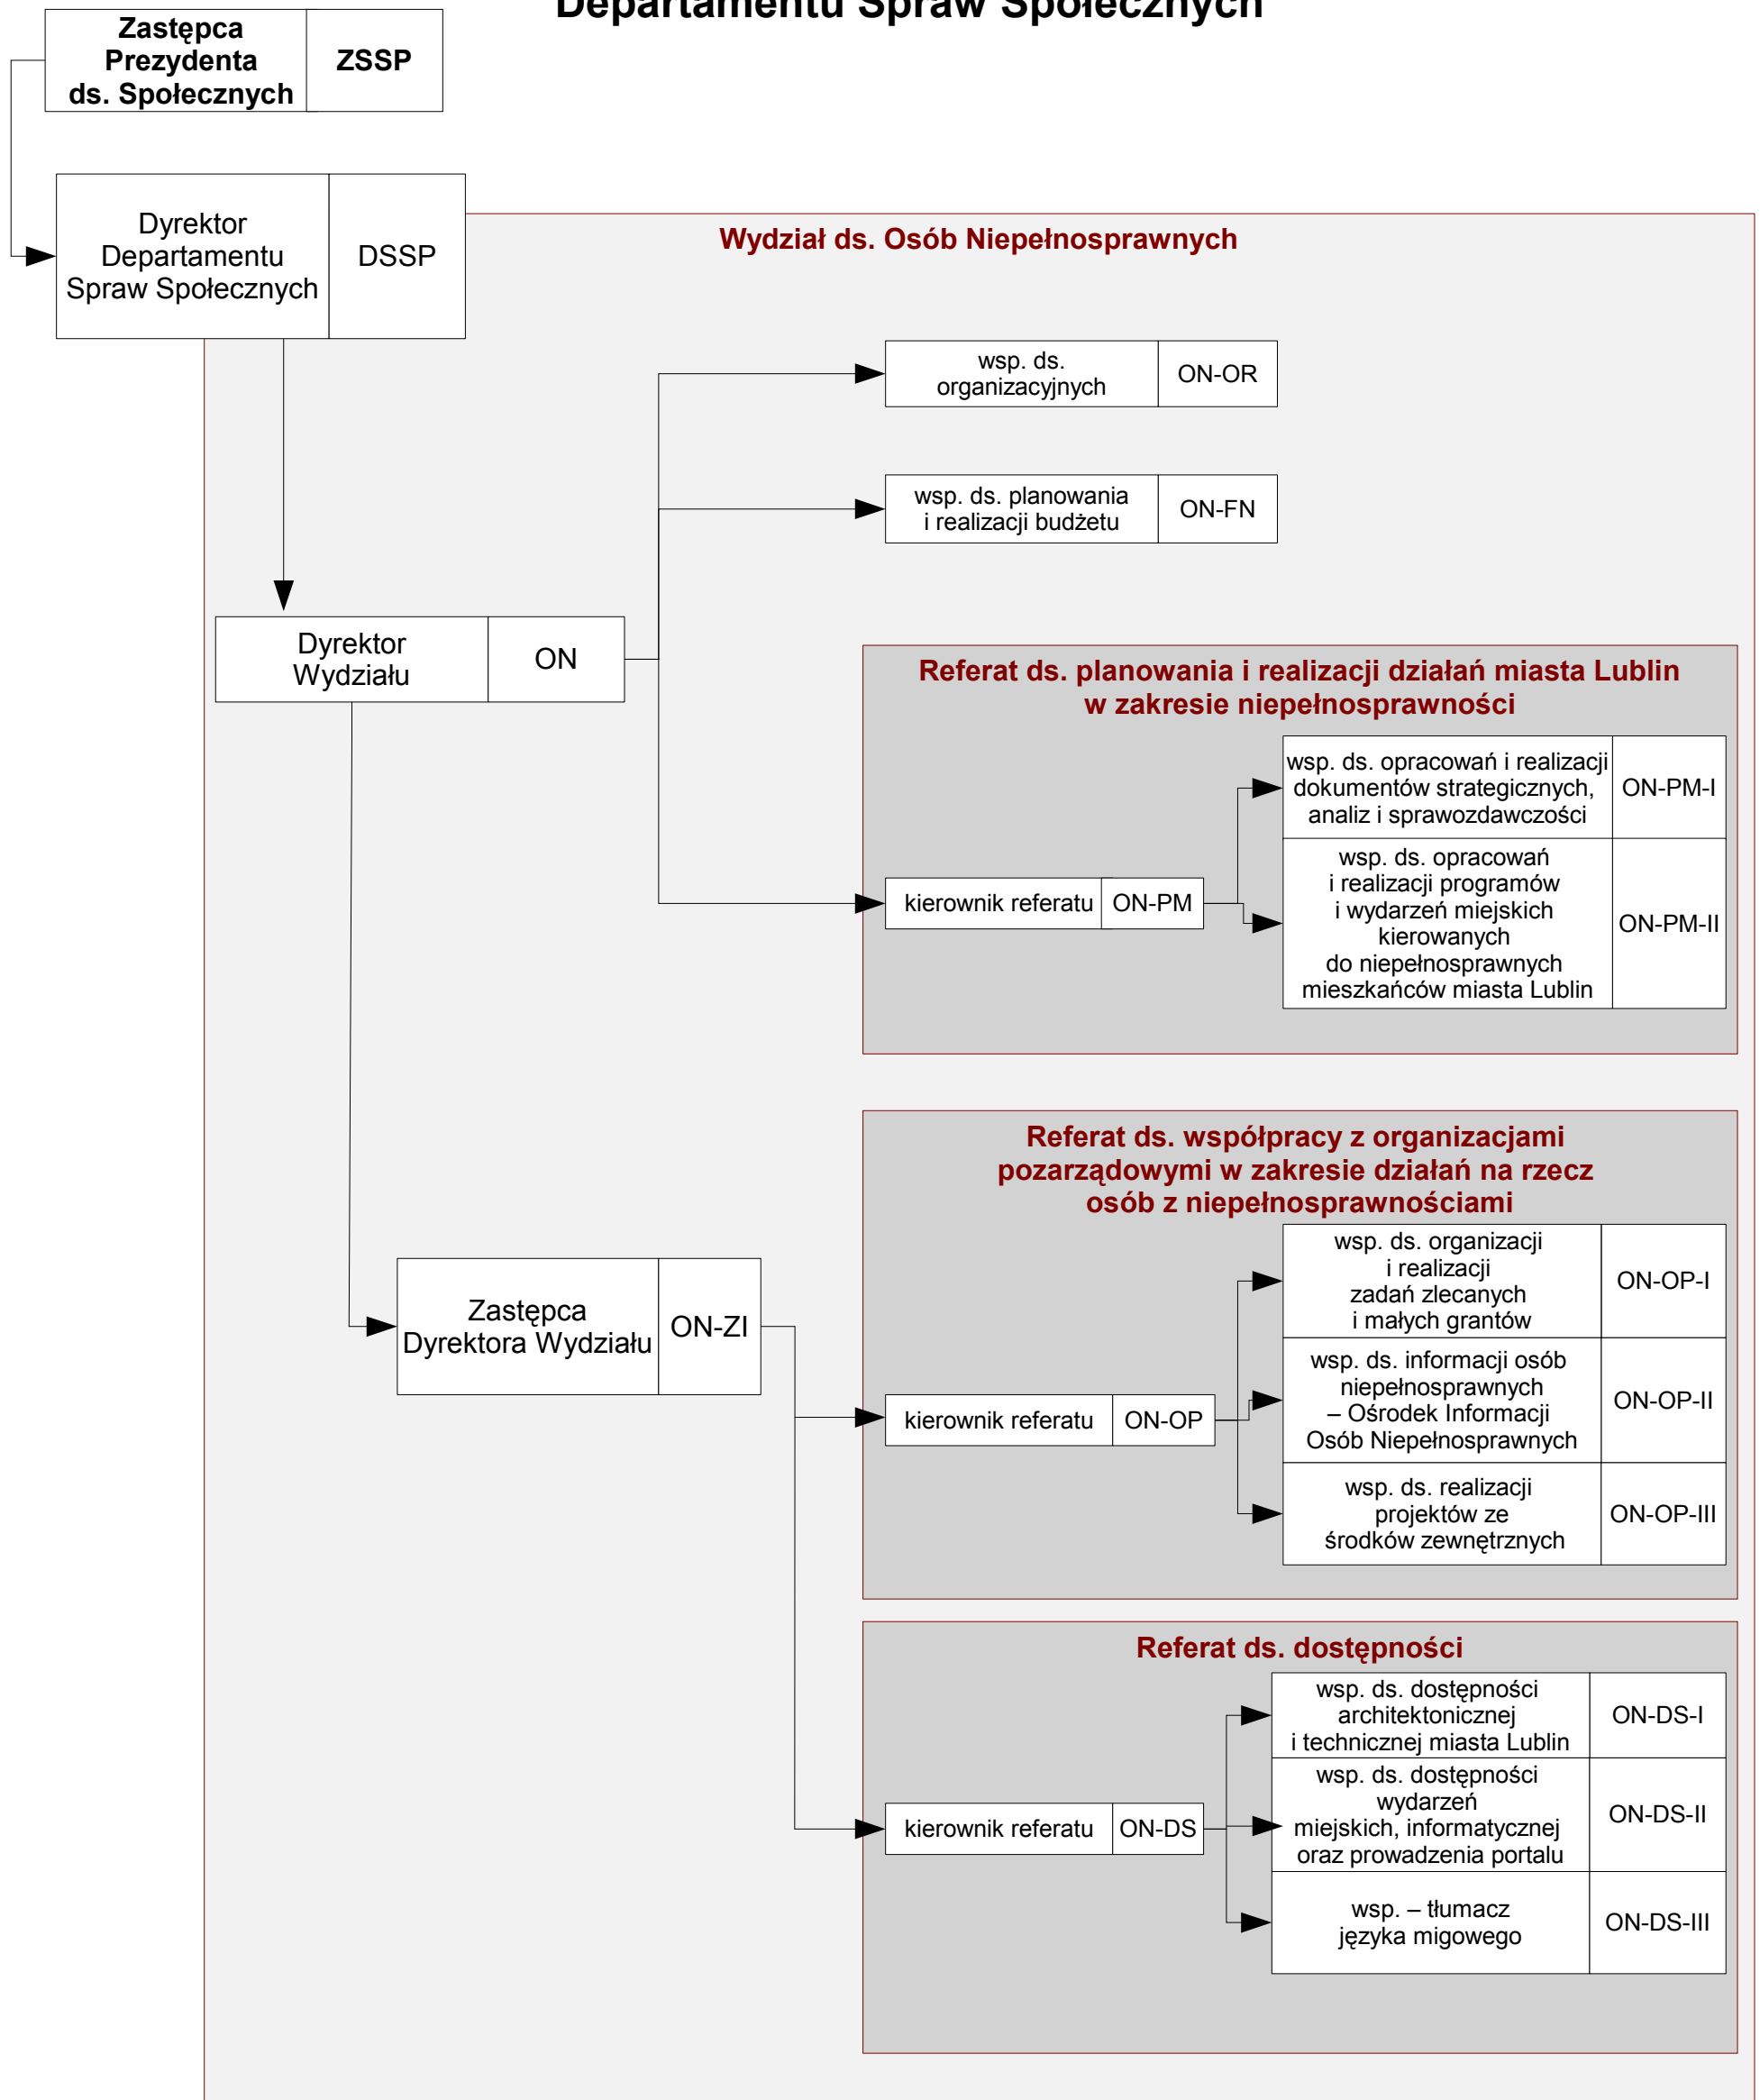 Departamentu Spraw Społecznych
Zastępca
Prezydenta
ds. Społecznych
ZSSP
Dyrektor
Departamentu
Spraw Społecznych
DSSP
Wydział ds. Osób Niepełnosprawnych
wsp. ds.
organizacyjnych
ON-OR
wsp. ds. planowania
i realizacji budżetu
ON-FN
Dyrektor
Wydziału
ON
Referat ds. planowania i realizacji działań miasta Lublin
w zakresie niepełnosprawności
wsp. ds. opracowań i realizacji
dokumentów strategicznych,
analiz i sprawozdawczości
ON-PM-I
kierownik referatu
ON-PM
wsp. ds. opracowań
i realizacji programów
i wydarzeń miejskich
kierowanych
do niepełnosprawnych
mieszkańców miasta Lublin
ON-PM-II
Referat ds. współpracy z organizacjami
pozarządowymi w zakresie działań na rzecz
osób z niepełnosprawnościami
wsp. ds. organizacji
i realizacji
zadań zlecanych
i małych grantów
ON-OP-I
Zastępca
Dyrektora Wydziału
ON-ZI
kierownik referatu
ON-OP
wsp. ds. informacji osób
niepełnosprawnych
– Ośrodek Informacji
Osób Niepełnosprawnych
ON-OP-II
wsp. ds. realizacji
projektów ze
środków zewnętrznych
ON-OP-III
Referat ds. dostępności
wsp. ds. dostępności
architektonicznej
i technicznej miasta Lublin
ON-DS-I
kierownik referatu
ON-DS
wsp. ds. dostępności
wydarzeń
miejskich, informatycznej
oraz prowadzenia portalu
ON-DS-II
wsp. – tłumacz
języka migowego
ON-DS-III